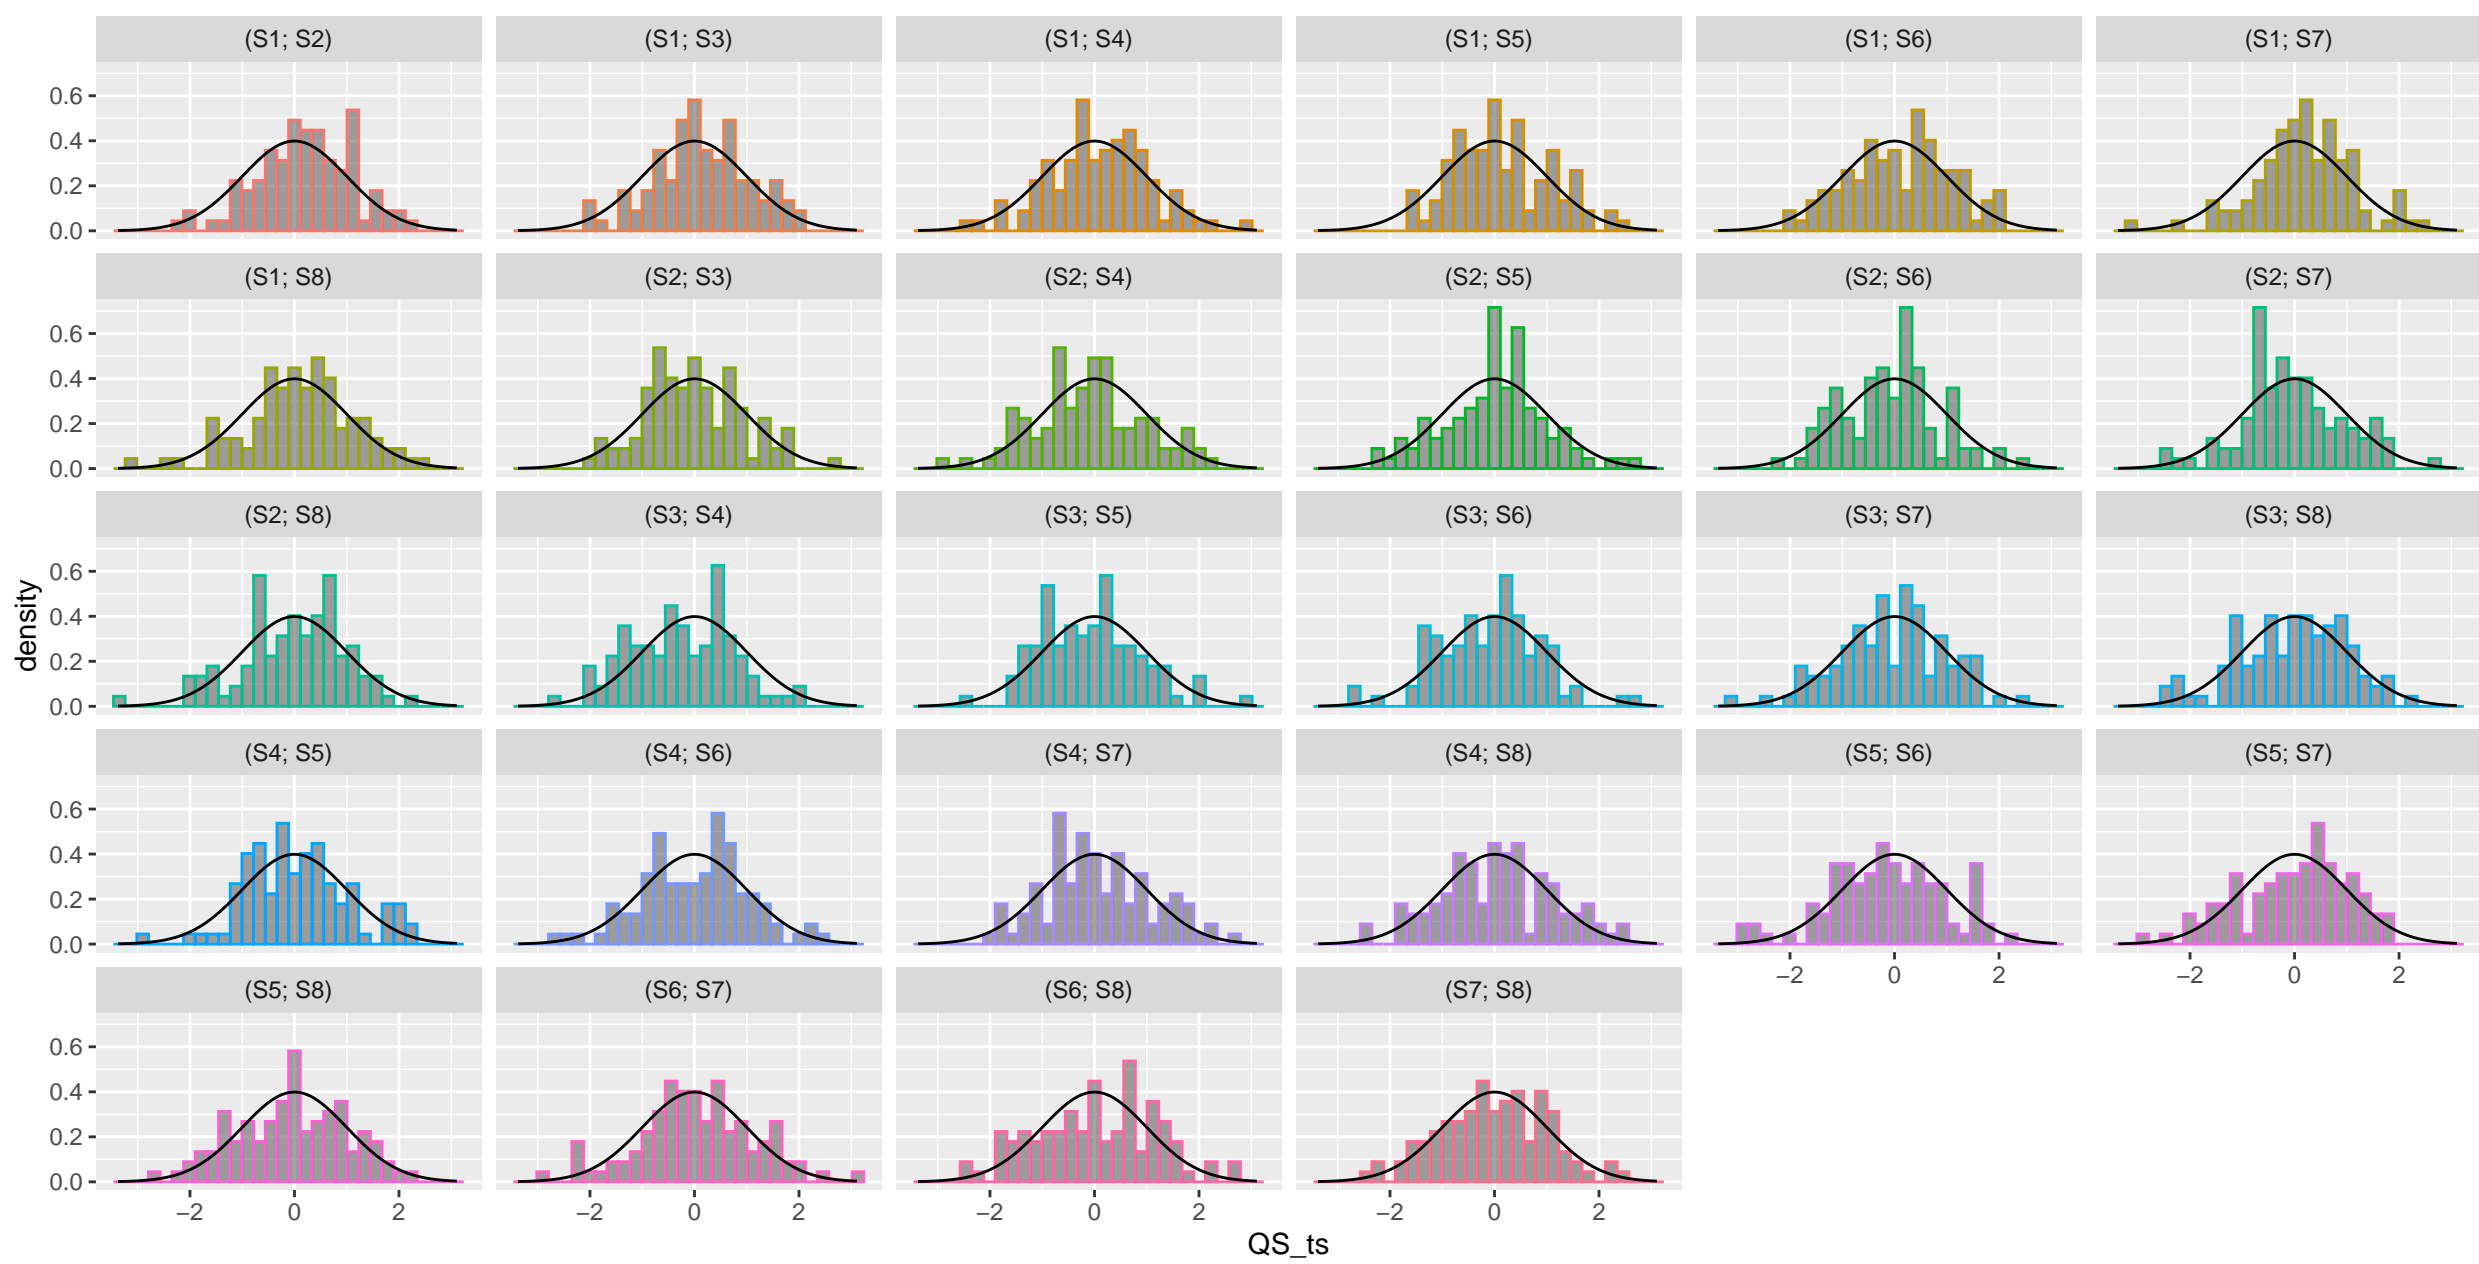 (S1; S2) (S1; S3) (S1; S4) (S1; S5) (S1; S6) (S1; S7)
0.6
0.4
0.2
0.0
(S1; S8) (S2; S3) (S2; S4) (S2; S5) (S2; S6) (S2; S7)
0.6
0.4
0.2
0.0
(S2; S8) (S3; S4) (S3; S5) (S3; S6) (S3; S7) (S3; S8)
0.6
0.4
0.2
0.0
density
(S4; S5) (S4; S6) (S4; S7) (S4; S8) (S5; S6) (S5; S7)
0.6
0.4
0.2
0.0
−2 0 2 −2 0 2
(S5; S8) (S6; S7) (S6; S8) (S7; S8)
0.6
0.4
0.2
0.0
−2 0 2 −2 0 2 −2 0 2 −2 0 2
QS_ts